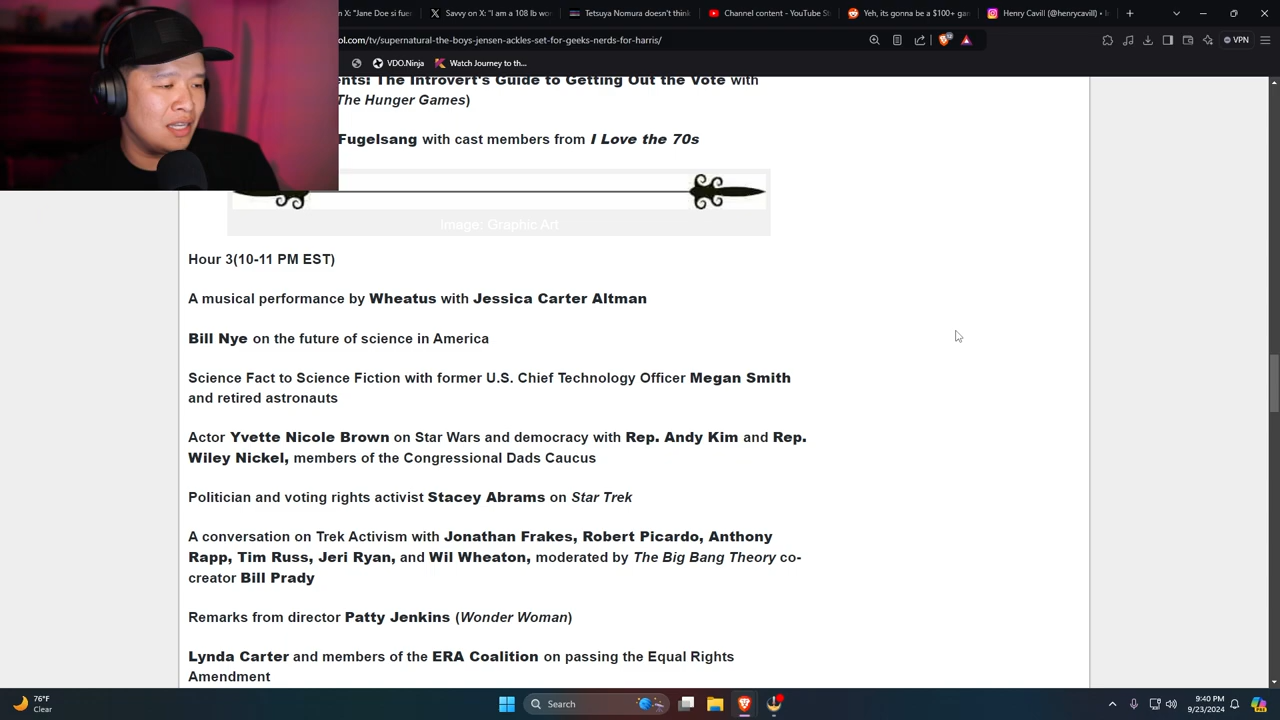 on X: "Jane Doe si fue
Savvy on X: "I am a 108 lb wo
Tetsuya Nomura doesn't think
Channel content - YouTube St
Yeh, its gonna be a $100+ gam
Henry Cavill (@henrycavill) • I
ol.com/tv/supernatural-the-boys-jensen-ackles-set-for-geeks-nerds-for-harris/
VPN
VDO.Ninja
Watch Journey to th...
ents: The Introvert's Guide to Getting Out the Vote with
The Hunger Games)
Fugelsang with cast members from I Love the 70s
Image: Graphic Art
Hour 3(10-11 PM EST)
A musical performance by Wheatus with Jessica Carter Altman
Bill Nye on the future of science in America
Science Fact to Science Fiction with former U.S. Chief Technology Officer Megan Smith
and retired astronauts
Actor Yvette Nicole Brown on Star Wars and democracy with Rep. Andy Kim and Rep.
Wiley Nickel, members of the Congressional Dads Caucus
Politician and voting rights activist Stacey Abrams on Star Trek
A conversation on Trek Activism with Jonathan Frakes, Robert Picardo, Anthony
Rapp, Tim Russ, Jeri Ryan, and Wil Wheaton, moderated by The Big Bang Theory co-
creator Bill Prady
Remarks from director Patty Jenkins (Wonder Woman)
Lynda Carter and members of the ERA Coalition on passing the Equal Rights
Amendment
76°F
Clear
Search
9:40 PM
9/23/2024